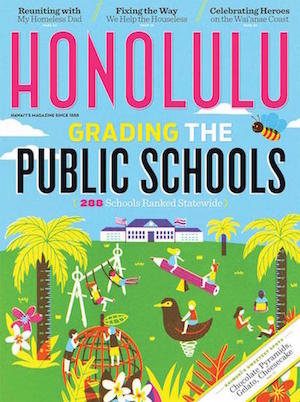 Reuniting with
My Homeless Dad
Fixing the Way
We Help the Houseless
Celebrating Heroes
on the Wai'anae Coast
HONOLULU
HAWAI'I'S MAGAZINE SINCE 1888
GRADING THE
PUBLIC SCHOOLS
( 288 Schools Ranked Statewide )
Chocolate Pyramids,
Gelato, Cheesecake